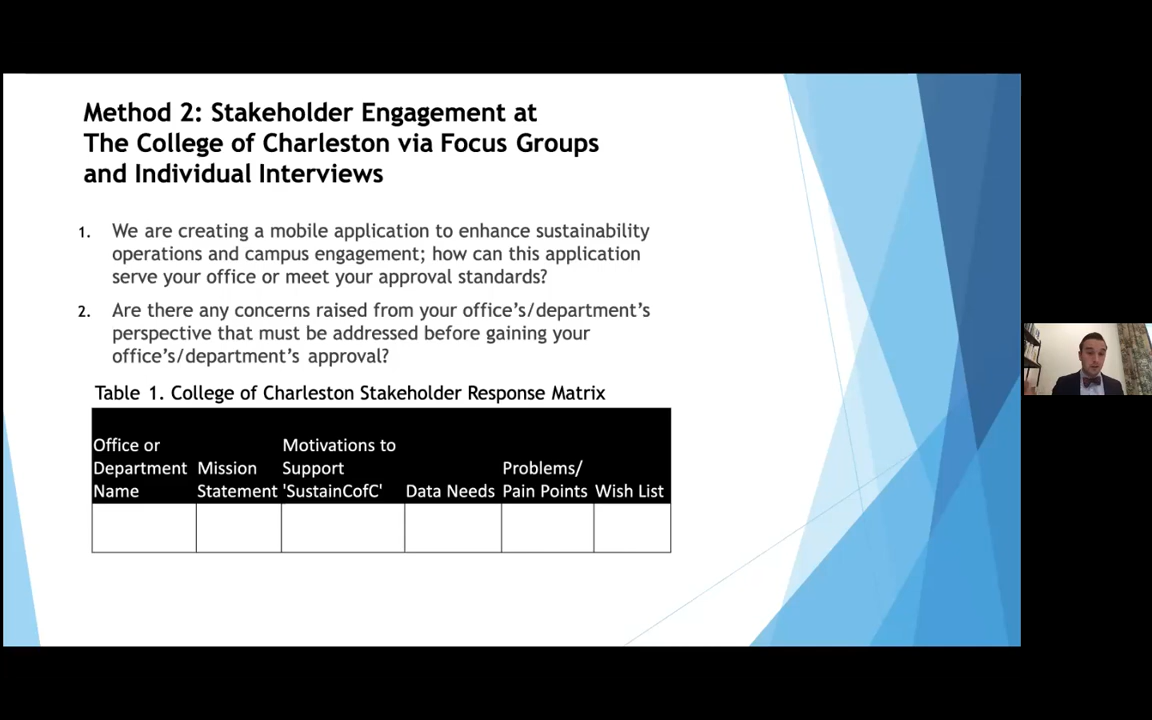 Method 2: Stakeholder Engagement at
The College of Charleston via Focus Groups
and Individual Interviews
1. We are creating a mobile application to enhance sustainability
operations and campus engagement; how can this application
serve your office or meet your approval standards?
2. Are there any concerns raised from your office’s/department’s
perspective that must be addressed before gaining your
office’s/department’s approval?
Table 1. College of Charleston Stakeholder Response Matrix
Office or Department Name
Mission Statement
Motivations to Support 'SustainCofC'
Data Needs
Problems/ Pain Points
Wish List